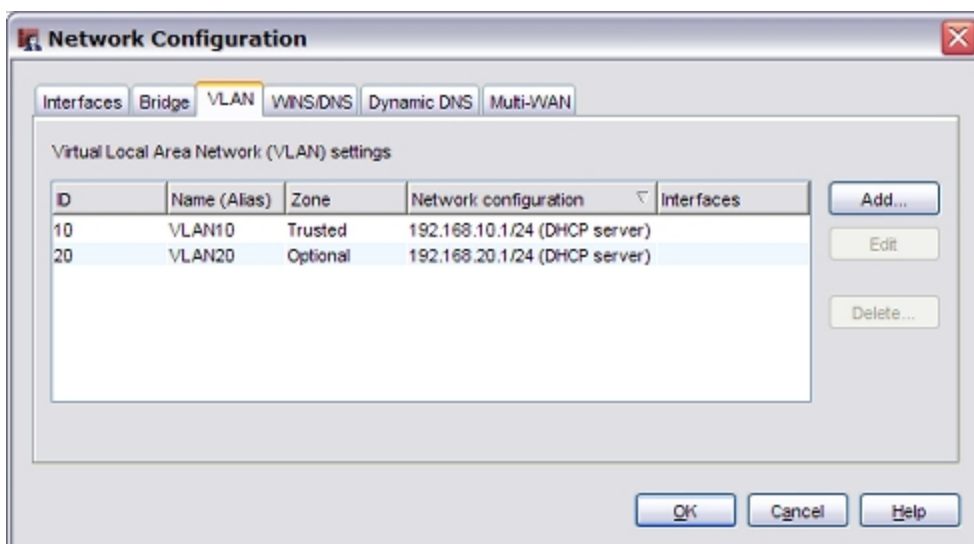 Network Configuration
Interfaces Bridge VLAN WINS/DNS Dynamic DNS Multi-WAN
Virtual Local Area Network (VLAN) settings
ID Name (Alias) Zone Network configuration Interfaces
10 VLAN10 Trusted 192.168.10.1/24 (DHCP server)
20 VLAN20 Optional 192.168.20.1/24 (DHCP server)
Add...
Edit
Delete...
OK Cancel Help